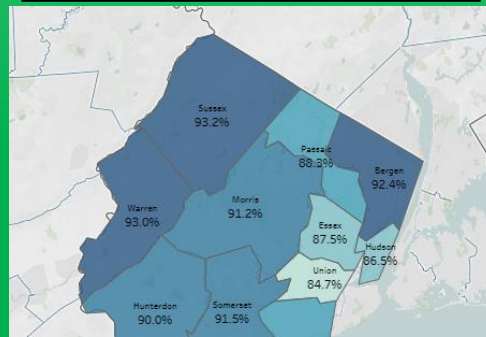 Sussex
93.2%
Passaic
88.3%
Bergen
92.4%
Warren
93.0%
Morris
91.2%
Essex
87.5%
Hudson
86.5%
Union
84.7%
Hunterdon
90.0%
Somerset
91.5%